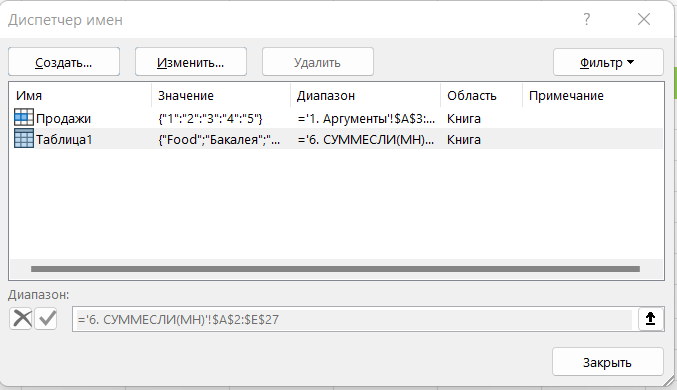 Диспетчер имен
?
Создать... Изменить... Удалить Фильтр
Имя Значение Диапазон Область Примечание
Продажи {"1":"2":"3":"4":"5"} ='1. Аргументы'!$A$3:... Книга
Таблица1 {"Food";"Бакалея";"... ='6. СУММЕСЛИ(МН)... Книга
Диапазон:
='6. СУММЕСЛИ(МН)'!$A$2:$E$27
Закрыть